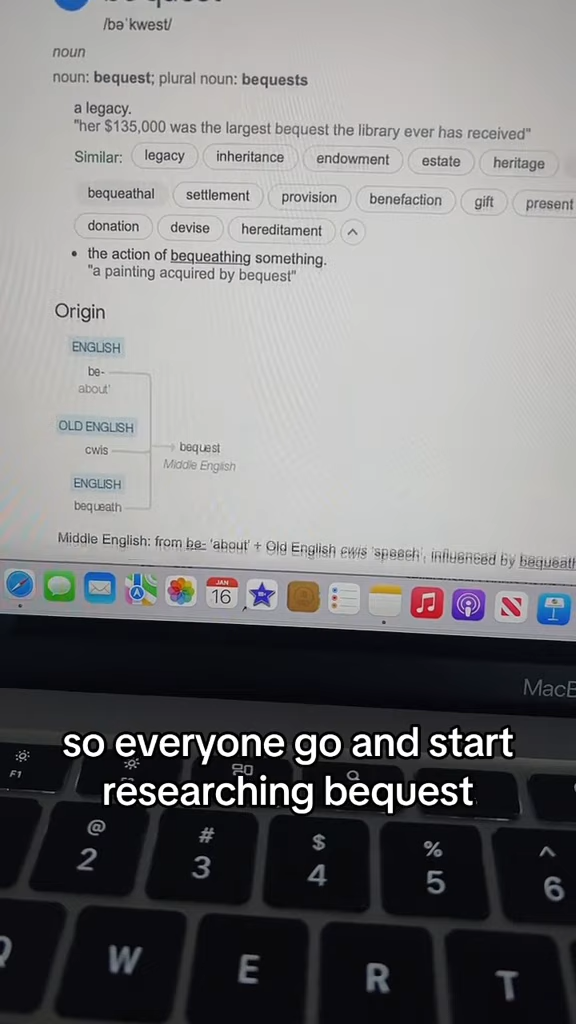 /bəˈkwest/
noun
noun: bequest; plural noun: bequests
a legacy.
"her $135,000 was the largest bequest the library ever has received"
Similar: legacy inheritance endowment estate heritage
bequeathal settlement provision benefaction gift present
donation devise hereditament
• the action of bequeathing something.
"a painting acquired by bequest"
Origin
ENGLISH
be-
about'
OLD ENGLISH
cwis
bequest
Middle English
ENGLISH
bequeath
Middle English: from be- 'about' + Old English cwis 'speech', influenced by bequeath
JAN
16
MacB
so everyone go and start
researching bequest
F1
@ # $ % ^
2 3 4 5 6
Q W E R T